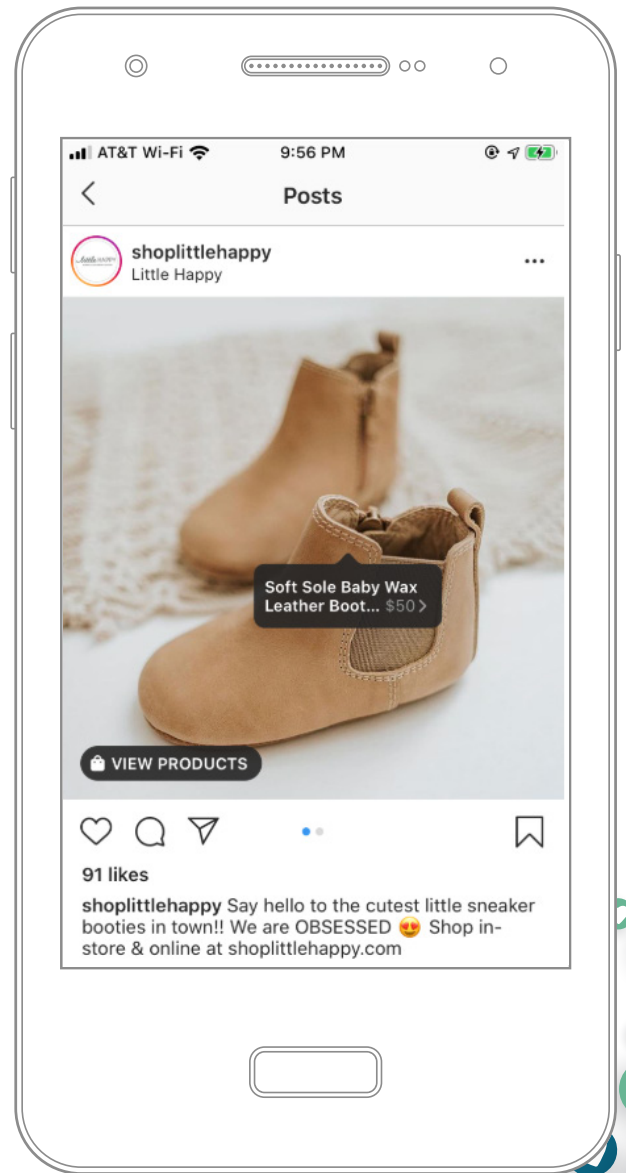 AT&T Wi-Fi 9:56 PM
Posts
shoplittlehappy
Little Happy
Soft Sole Baby Wax
Leather Boot... $50
VIEW PRODUCTS
91 likes
shoplittlehappy Say hello to the cutest little sneaker
booties in town!! We are OBSESSED 😍 Shop in-
store & online at shoplittlehappy.com